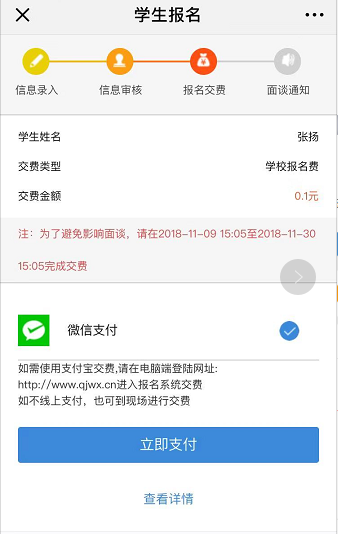 学生报名
信息录入 信息审核 报名交费 面谈通知
学生姓名 张扬
交费类型 学校报名费
交费金额 0.1元
注：为了避免影响面谈，请在2018-11-09 15:05至2018-11-30
15:05完成交费
微信支付
如需使用支付宝交费,请在电脑端登陆网址:
http://www.qjwx.cn进入报名系统交费
如不线上支付，也可到现场进行交费
立即支付
查看详情